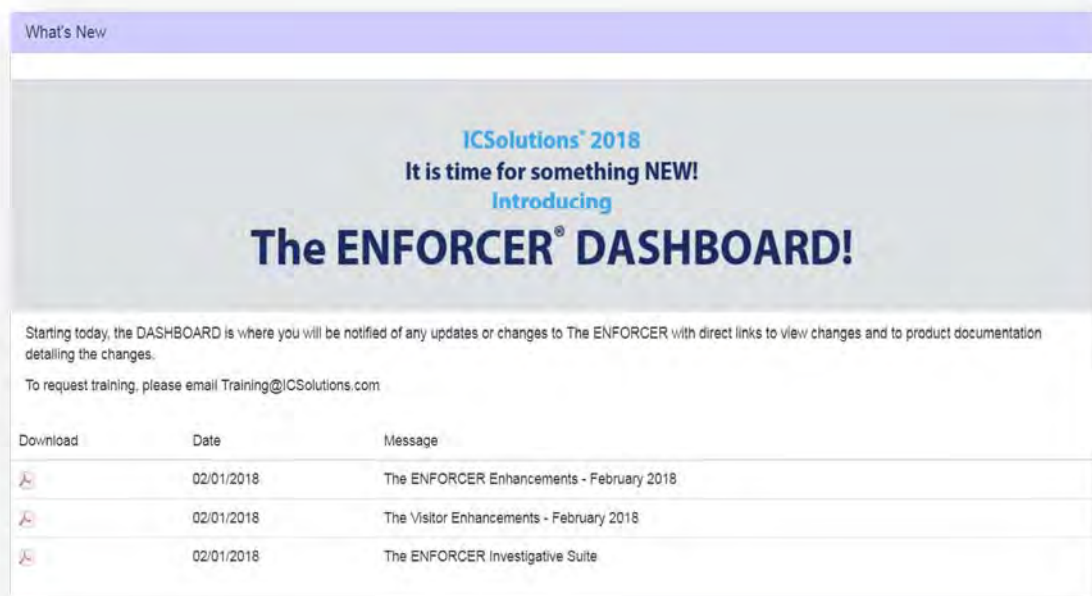 What's New
ICSolutions® 2018
It is time for something NEW!
Introducing
The ENFORCER® DASHBOARD!
Starting today, the DASHBOARD is where you will be notified of any updates or changes to The ENFORCER with direct links to view changes and to product documentation
detailing the changes.
To request training, please email Training@ICSolutions.com
Download Date Message
02/01/2018 The ENFORCER Enhancements - February 2018
02/01/2018 The Visitor Enhancements - February 2018
02/01/2018 The ENFORCER Investigative Suite